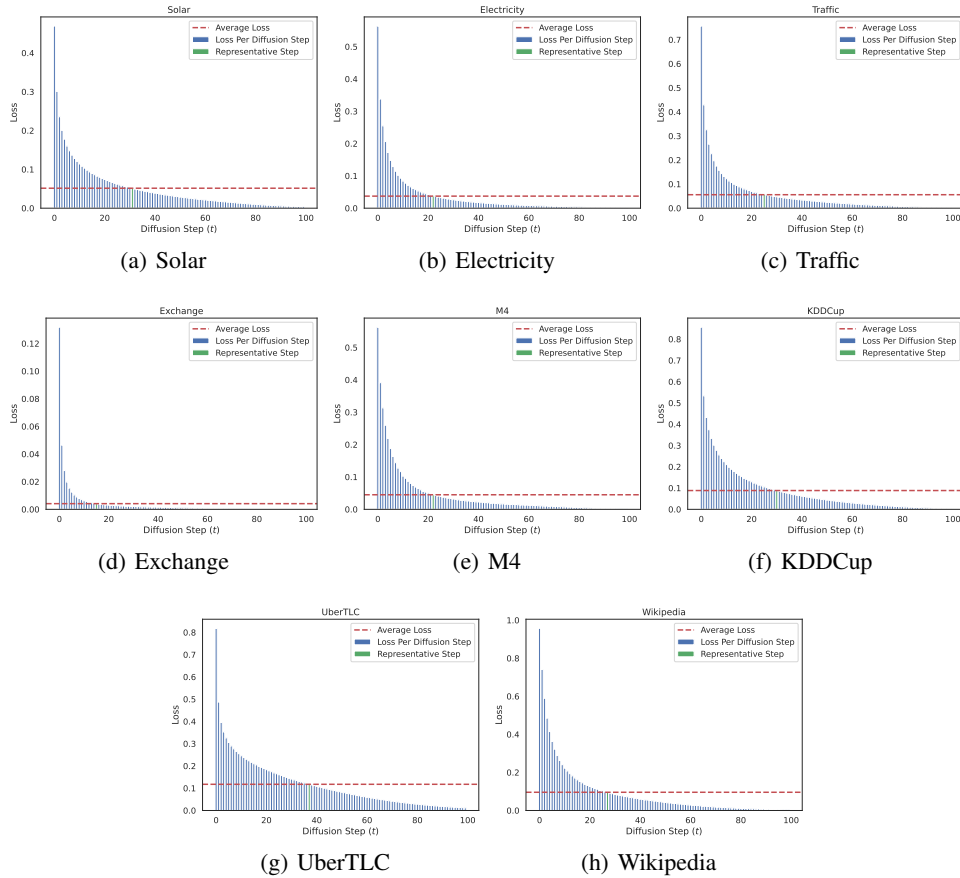 Solar
Average Loss
Loss Per Diffusion Step
Representative Step
Loss
0.4
0.3
0.2
0.1
0.0
0 20 40 60 80 100
Diffusion Step (t)
(a) Solar
Electricity
Average Loss
Loss Per Diffusion Step
Representative Step
Loss
0.5
0.4
0.3
0.2
0.1
0.0
0 20 40 60 80 100
Diffusion Step (t)
(b) Electricity
Traffic
Average Loss
Loss Per Diffusion Step
Representative Step
Loss
0.7
0.6
0.5
0.4
0.3
0.2
0.1
0.0
0 20 40 60 80 100
Diffusion Step (t)
(c) Traffic
Exchange
Average Loss
Loss Per Diffusion Step
Representative Step
Loss
0.12
0.10
0.08
0.06
0.04
0.02
0.00
0 20 40 60 80 100
Diffusion Step (t)
(d) Exchange
M4
Average Loss
Loss Per Diffusion Step
Representative Step
Loss
0.5
0.4
0.3
0.2
0.1
0.0
0 20 40 60 80 100
Diffusion Step (t)
(e) M4
KDDCup
Average Loss
Loss Per Diffusion Step
Representative Step
Loss
0.8
0.7
0.6
0.5
0.4
0.3
0.2
0.1
0.0
0 20 40 60 80 100
Diffusion Step (t)
(f) KDDCup
UberTLC
Average Loss
Loss Per Diffusion Step
Representative Step
Loss
0.8
0.7
0.6
0.5
0.4
0.3
0.2
0.1
0.0
0 20 40 60 80 100
Diffusion Step (t)
(g) UberTLC
Wikipedia
Average Loss
Loss Per Diffusion Step
Representative Step
Loss
1.0
0.8
0.6
0.4
0.2
0.0
0 20 40 60 80 100
Diffusion Step (t)
(h) Wikipedia